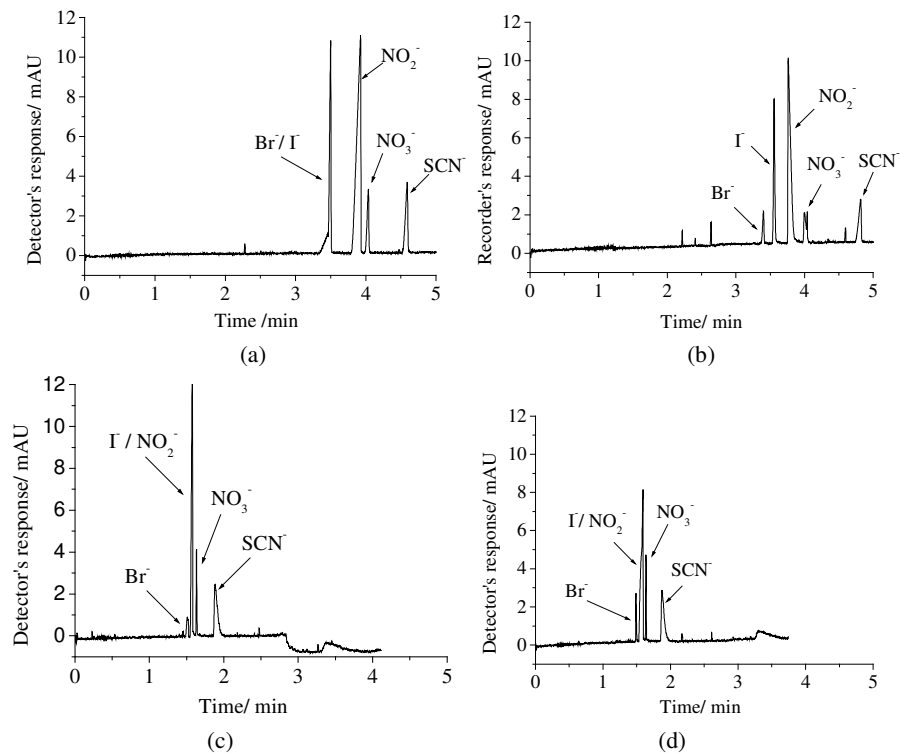 12
10
8
6
4
2
0
Detector's response/ mAU
Br⁻/ I⁻
NO₂⁻
NO₃⁻
SCN⁻
0 1 2 3 4 5
Time /min
(a)
12
10
8
6
4
2
0
Recorder's response/ mAU
Br⁻
I⁻
NO₂⁻
NO₃⁻
SCN⁻
0 1 2 3 4 5
Time/ min
(b)
12
10
8
6
4
2
0
Detector's response/ mAU
I⁻/ NO₂⁻
NO₃⁻
SCN⁻
Br⁻
0 1 2 3 4 5
Time/ min
(c)
12
10
8
6
4
2
0
Detector's response/ mAU
I⁻/ NO₂⁻
NO₃⁻
SCN⁻
Br⁻
0 1 2 3 4 5
Time/ min
(d)